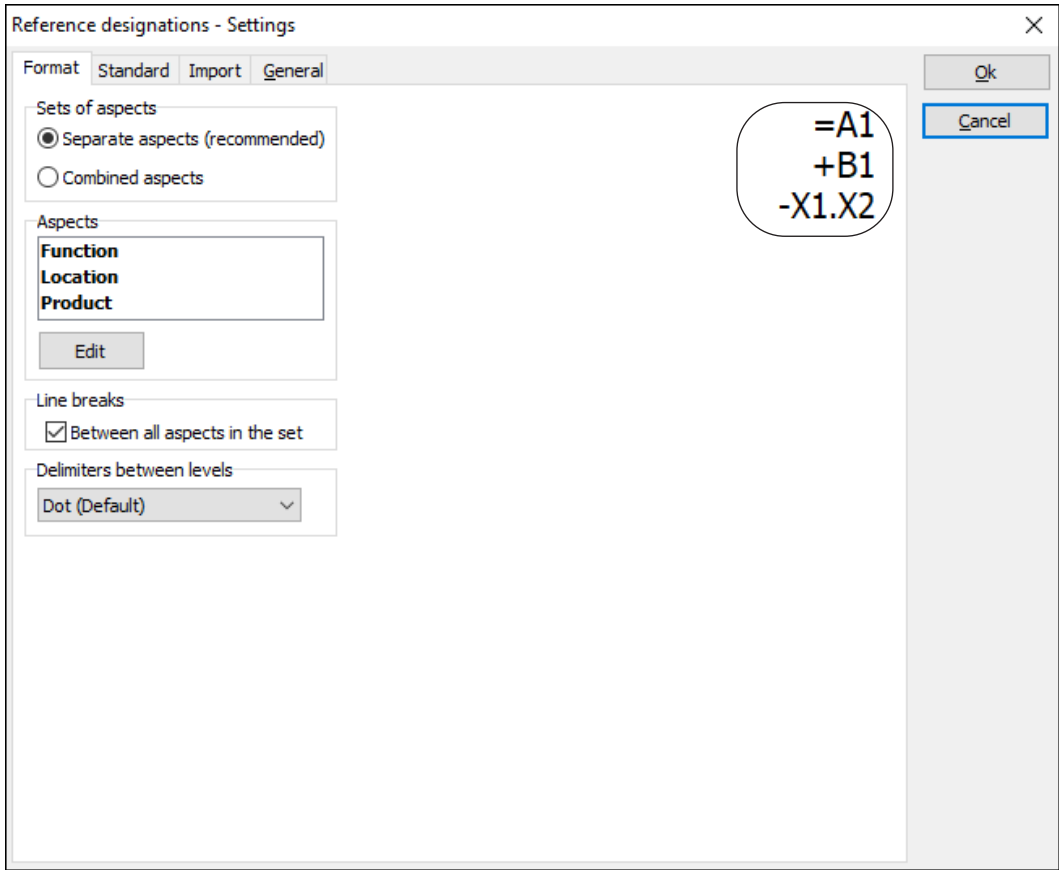 Reference designations - Settings
Format Standard Import General
Ok
Cancel
Sets of aspects
Separate aspects (recommended)
Combined aspects
Aspects
Function
Location
Product
Edit
Line breaks
Between all aspects in the set
Delimiters between levels
Dot (Default)
=A1
+B1
-X1.X2